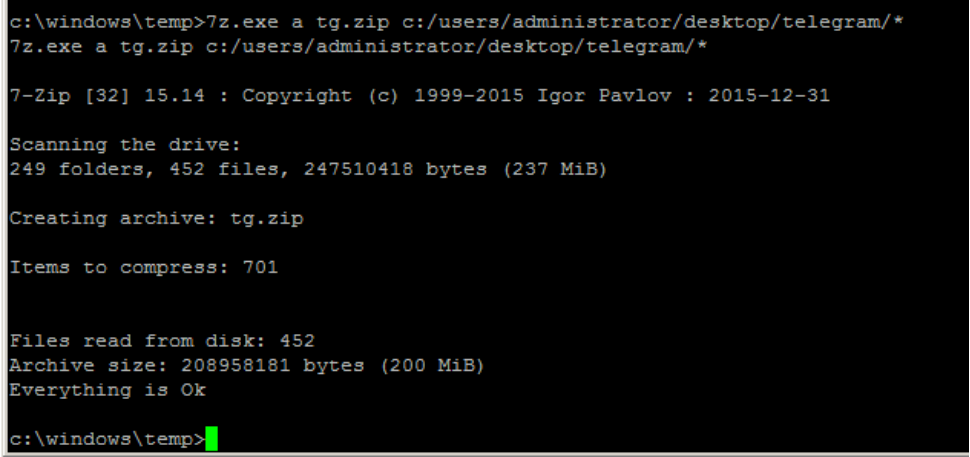 c:\windows\temp>7z.exe a tg.zip c:/users/administrator/desktop/telegram/*
7z.exe a tg.zip c:/users/administrator/desktop/telegram/*
7-Zip [32] 15.14 : Copyright (c) 1999-2015 Igor Pavlov : 2015-12-31
Scanning the drive:
249 folders, 452 files, 247510418 bytes (237 MiB)
Creating archive: tg.zip
Items to compress: 701
Files read from disk: 452
Archive size: 208958181 bytes (200 MiB)
Everything is Ok
c:\windows\temp>